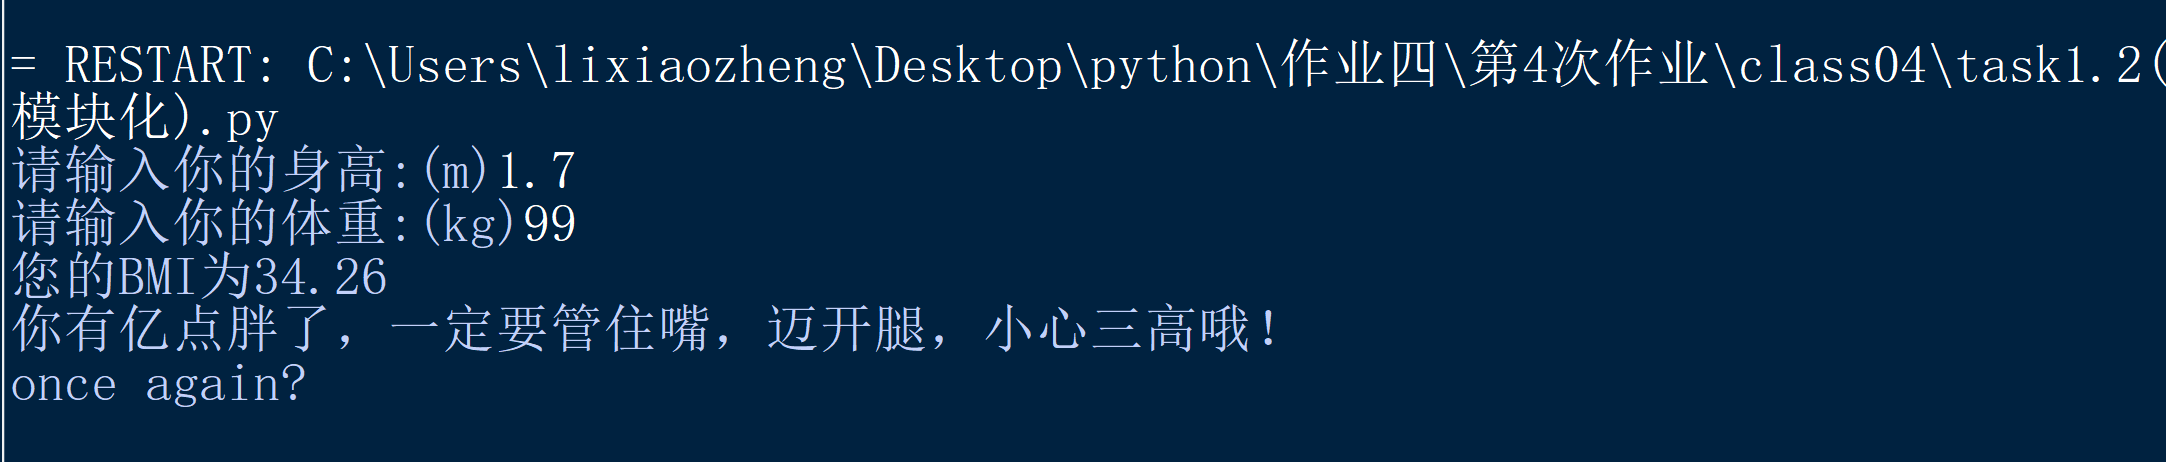 = RESTART: C:\Users\lixiaozheng\Desktop\python\作业四\第4次作业\class04\task1.2(
模块化).py
请输入你的身高:(m)1.7
请输入你的体重:(kg)99
您的BMI为34.26
你有亿点胖了，一定要管住嘴，迈开腿，小心三高哦！
once again?